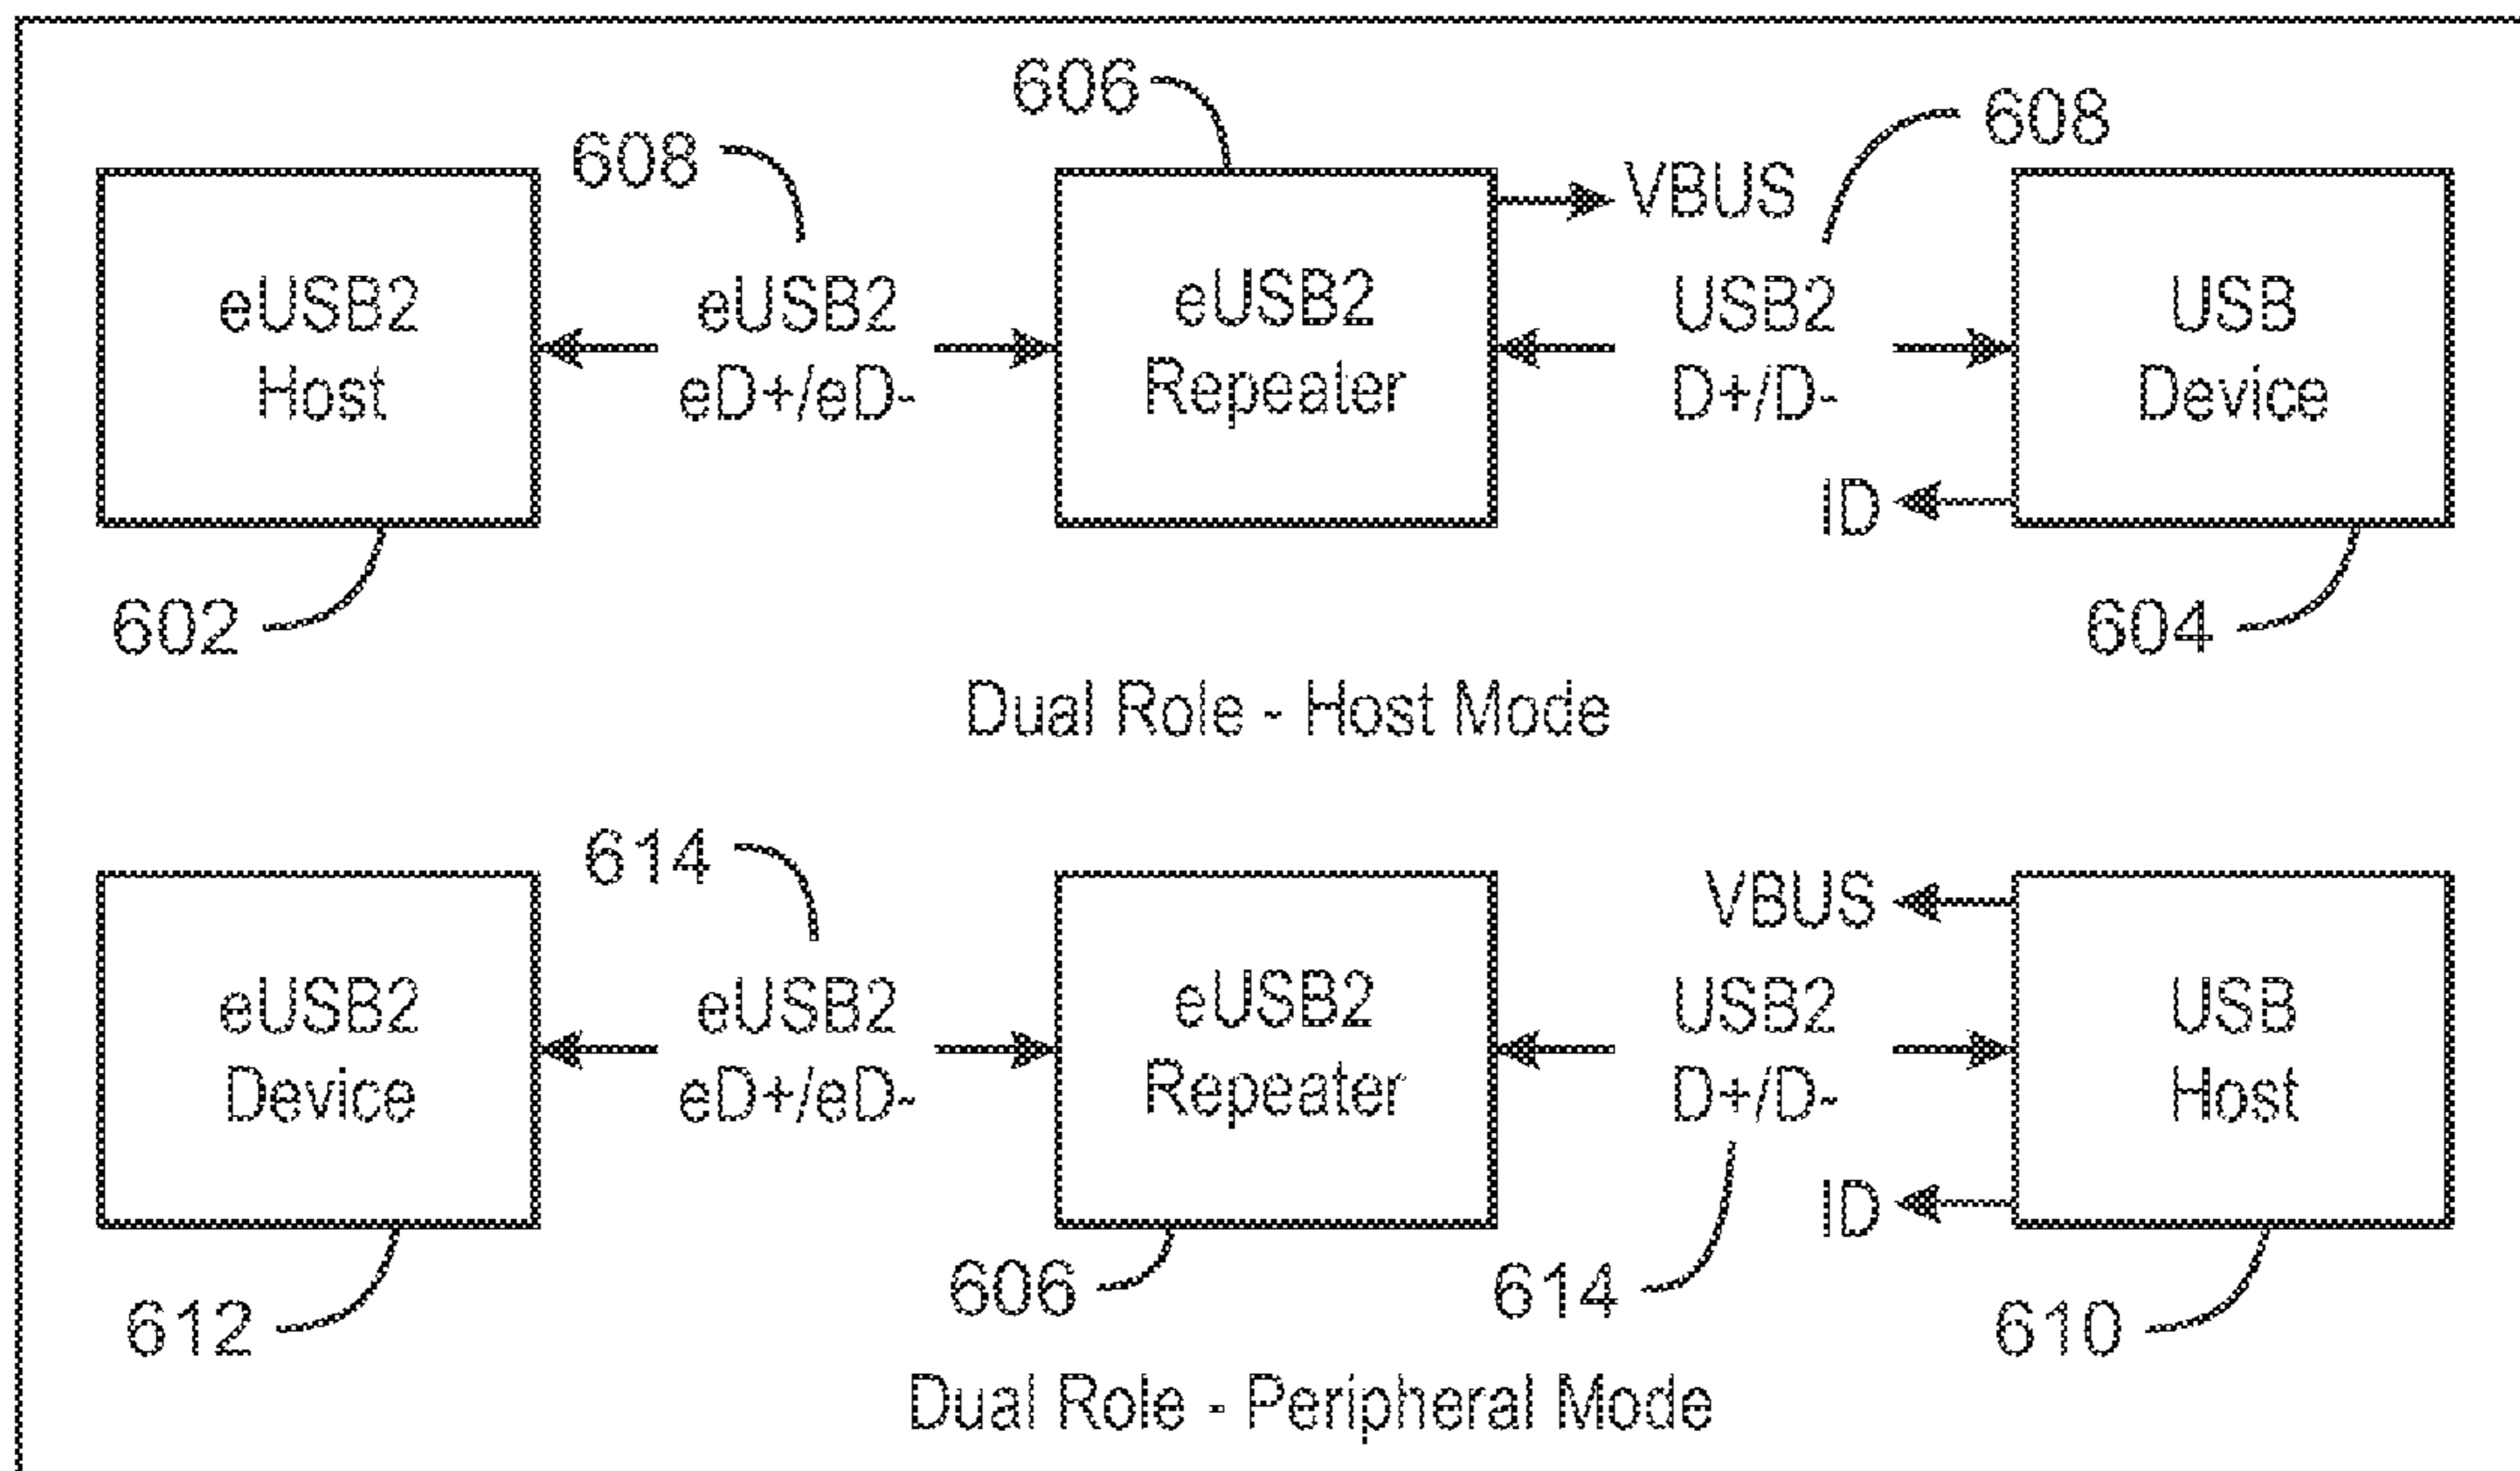 606
608
608
VBUS
eUSB2
Host
eUSB2
eD+/eD-
eUSB2
Repeater
USB2
D+/D-
USB
Device
ID
602
604
Dual Role - Host Mode
614
VBUS
eUSB2
Device
eUSB2
eD+/eD-
eUSB2
Repeater
USB2
D+/D-
USB
Host
ID
612
606
614
610
Dual Role - Peripheral Mode